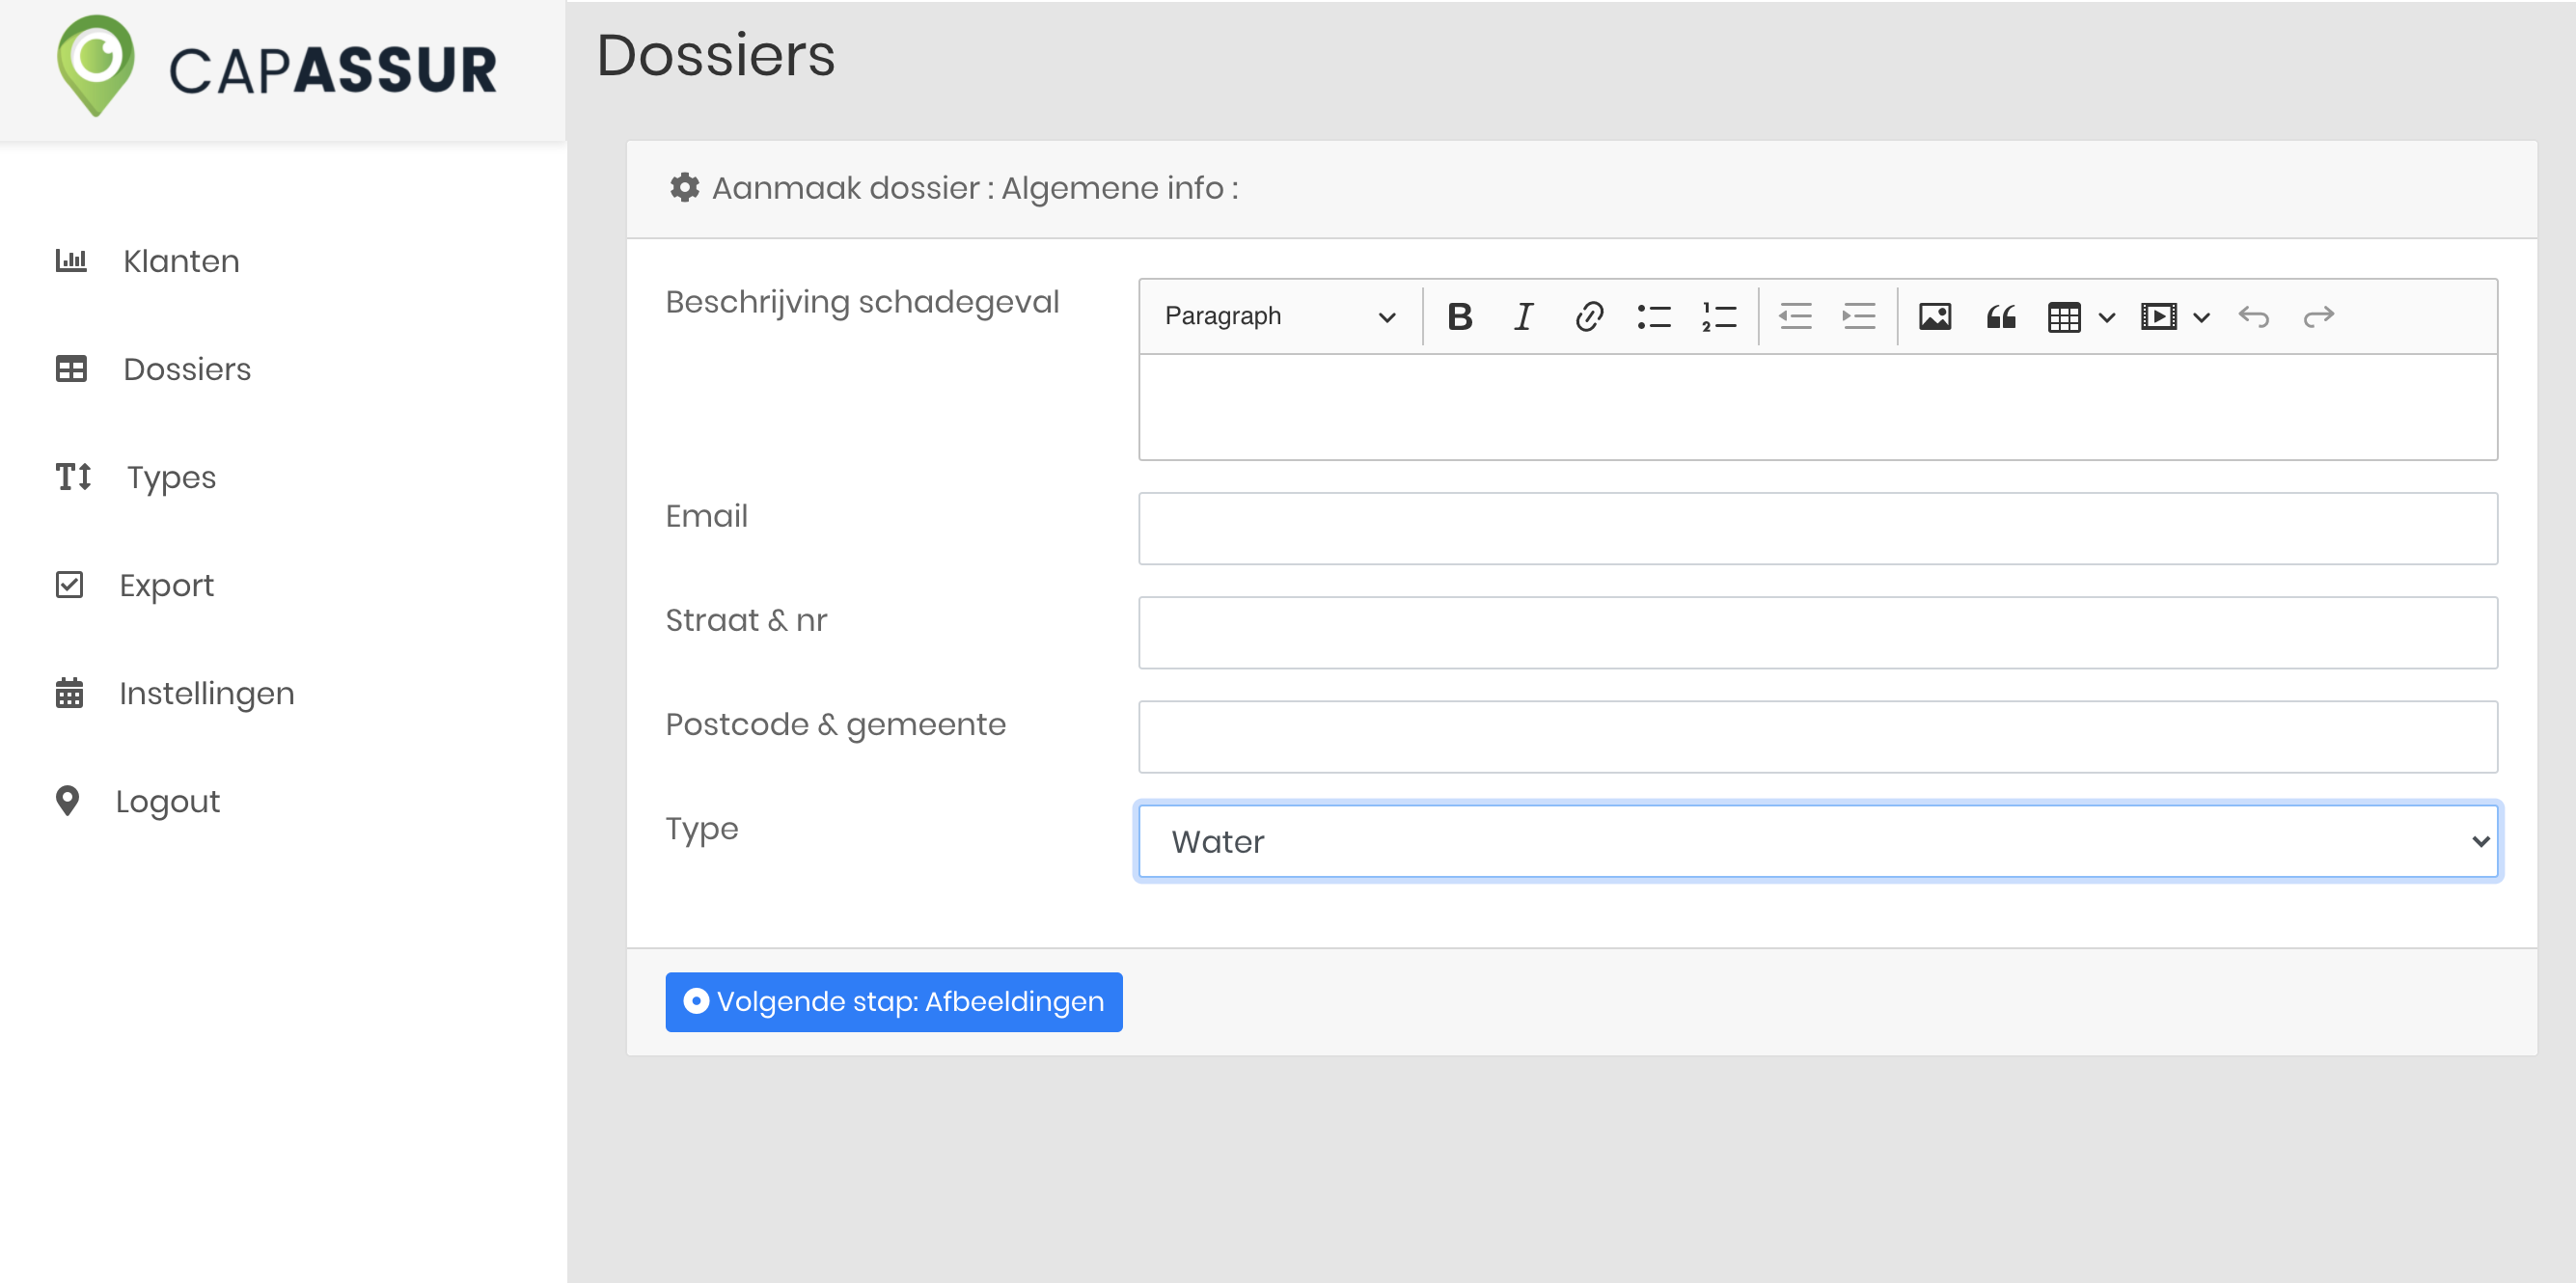 CAPASSUR
Klanten
Dossiers
Types
Export
Instellingen
Logout
Dossiers
Aanmaak dossier : Algemene info :
Beschrijving schadegeval
Paragraph
Email
Straat & nr
Postcode & gemeente
Type
Water
Volgende stap: Afbeeldingen